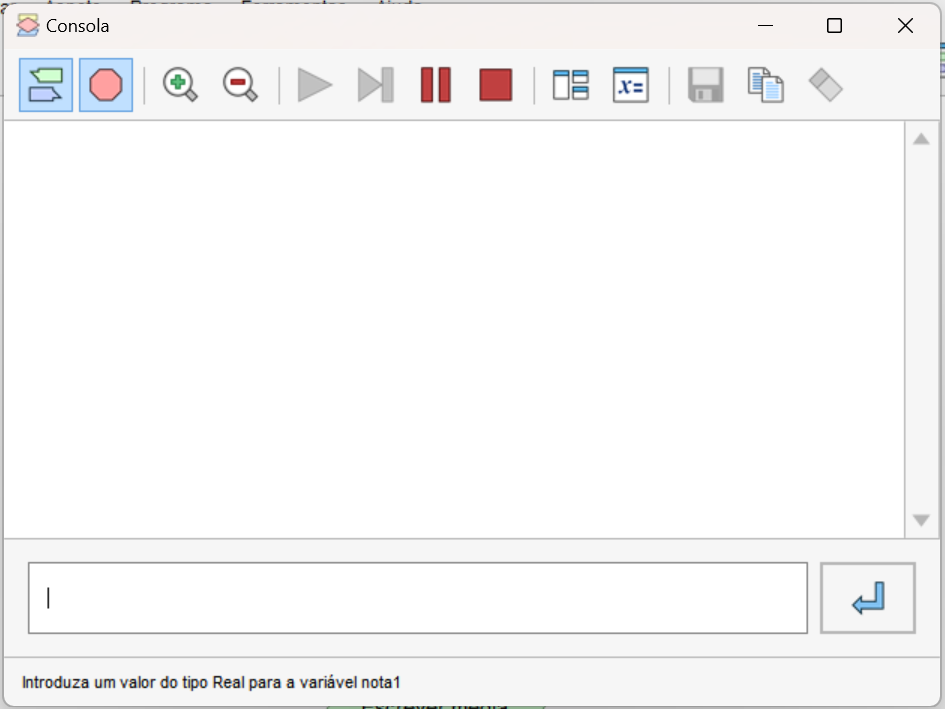 Consola
x=
Introduza um valor do tipo Real para a variável nota1